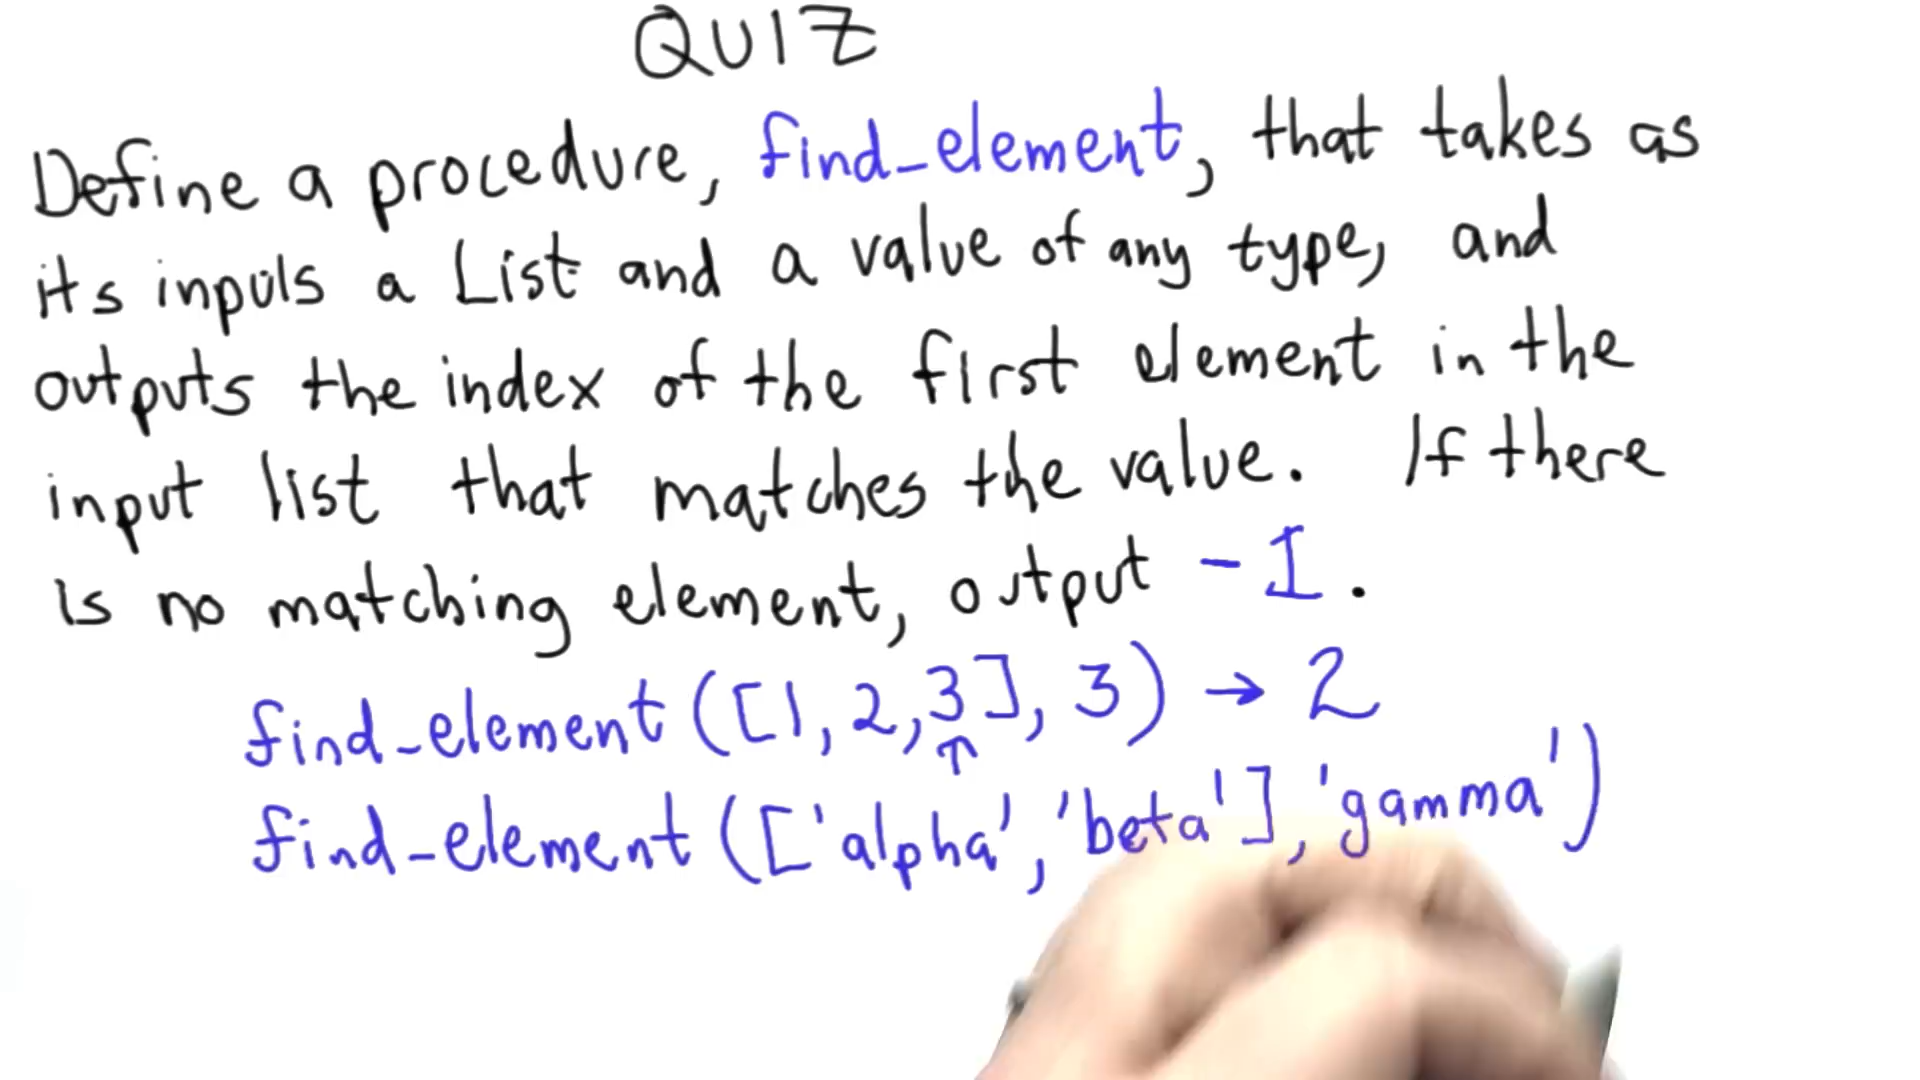 QUIZ
Define a procedure, find_element, that takes as
its inputs a List and a value of any type, and
outputs the index of the first element in the
input list that matches the value. If there
is no matching element, output -1.
find_element([1,2,3],3) → 2
↑
find_element(['alpha','beta'],'gamma')